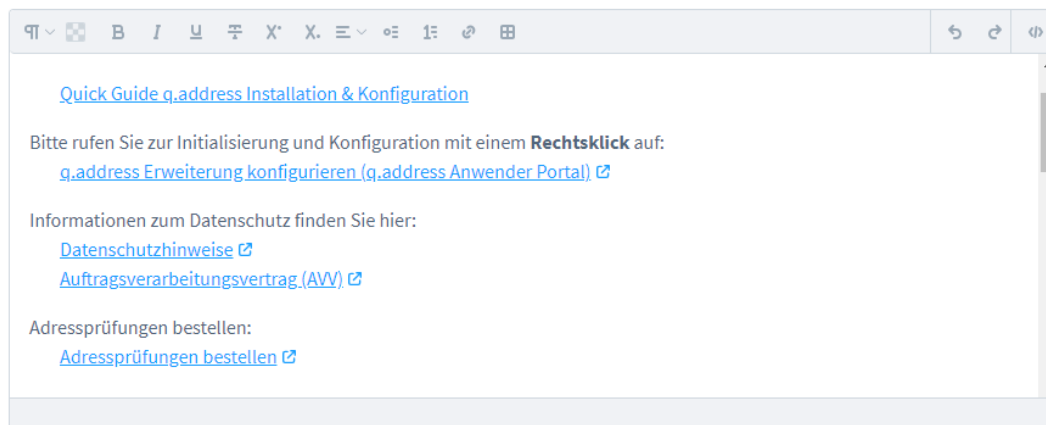 Quick Guide q.address Installation & Konfiguration
Bitte rufen Sie zur Initialisierung und Konfiguration mit einem Rechtsklick auf:
q.address Erweiterung konfigurieren (q.address Anwender Portal)
Informationen zum Datenschutz finden Sie hier:
Datenschutzhinweise
Auftragsverarbeitungsvertrag (AVV)
Adressprüfungen bestellen:
Adressprüfungen bestellen